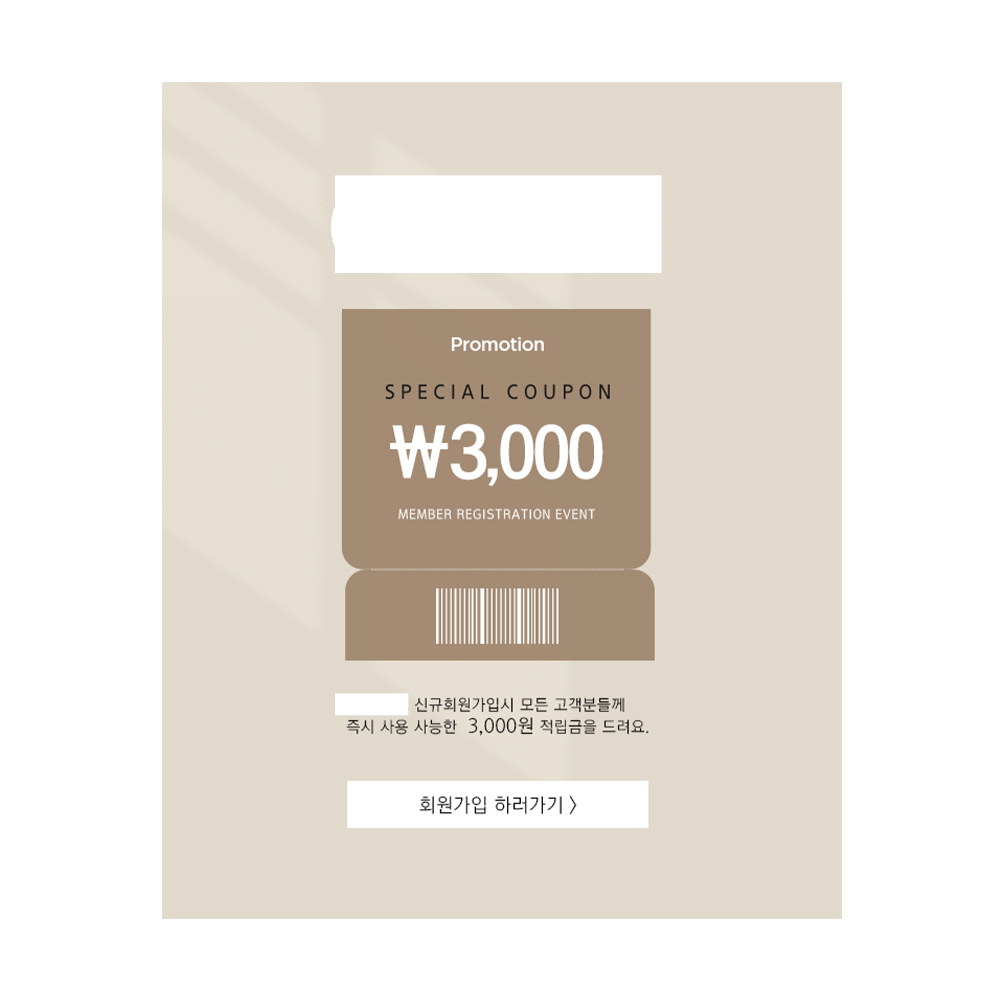 Promotion
SPECIAL COUPON
₩3,000
MEMBER REGISTRATION EVENT
신규회원가입시 모든 고객분들께
즉시 사용 사능한 3,000원 적립금을 드려요.
회원가입 하러가기 〉